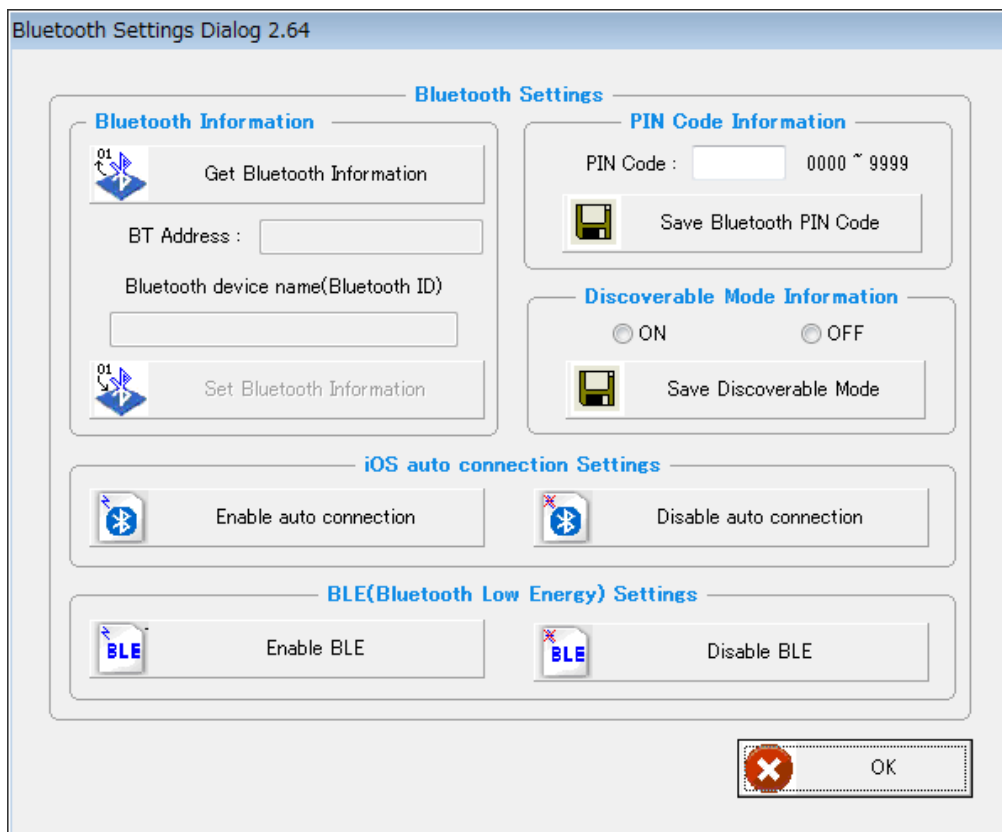 Bluetooth Settings Dialog 2.64
Bluetooth Settings
Bluetooth Information
01
Get Bluetooth Information
BT Address :
Bluetooth device name(Bluetooth ID)
01
Set Bluetooth Information
PIN Code Information
PIN Code : 0000 ~ 9999
Save Bluetooth PIN Code
Discoverable Mode Information
ON OFF
Save Discoverable Mode
iOS auto connection Settings
Enable auto connection
Disable auto connection
BLE(Bluetooth Low Energy) Settings
BLE Enable BLE
BLE Disable BLE
OK